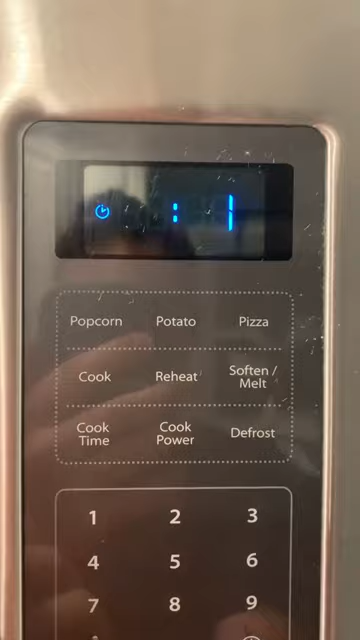 : 1
Popcorn Potato Pizza
Cook Reheat Soften /
Melt
Cook Cook Defrost
Time Power
1 2 3
4 5 6
7 8 9